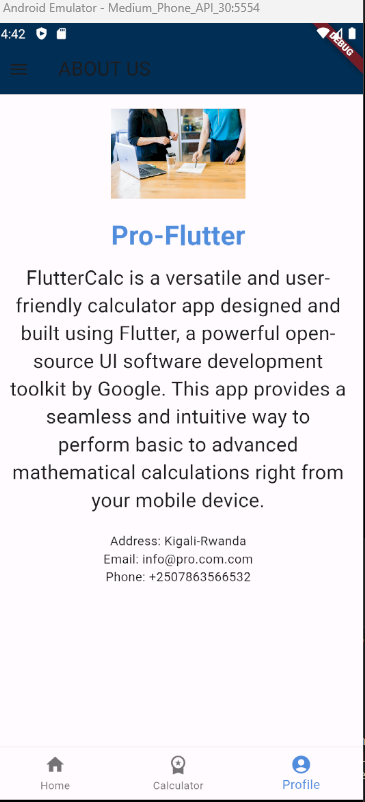 Android Emulator - Medium_Phone_API_30:5554
4:42
DEBUG
ABOUT US
Pro-Flutter
FlutterCalc is a versatile and user-
friendly calculator app designed and
built using Flutter, a powerful open-
source UI software development
toolkit by Google. This app provides a
seamless and intuitive way to
perform basic to advanced
mathematical calculations right from
your mobile device.
Address: Kigali-Rwanda
Email: info@pro.com.com
Phone: +2507863566532
Home
Calculator
Profile